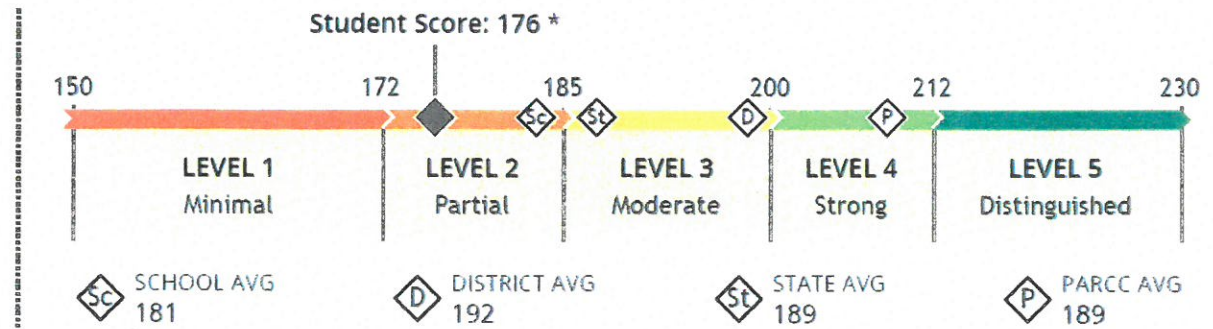 Student Score: 176 *
150 172 185 200 212 230
Sc St D P
LEVEL 1 LEVEL 2 LEVEL 3 LEVEL 4 LEVEL 5
Minimal Partial Moderate Strong Distinguished
Sc SCHOOL AVG D DISTRICT AVG St STATE AVG P PARCC AVG
181 192 189 189